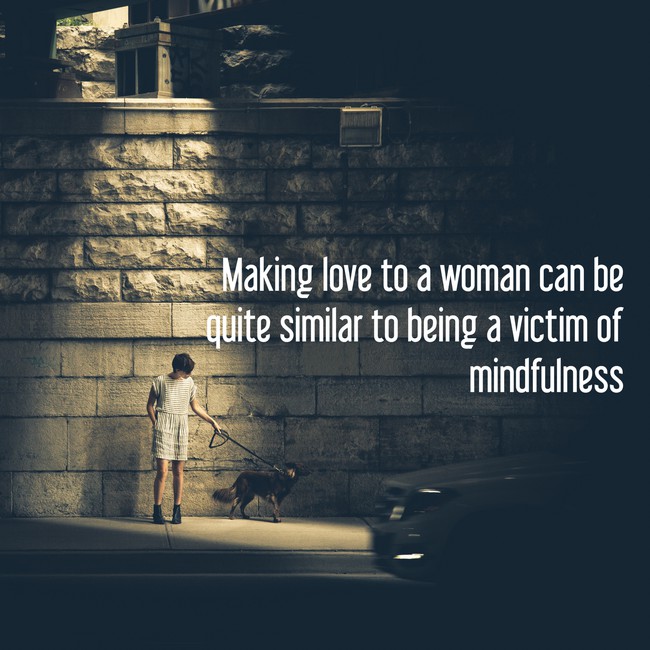 Making love to a woman can be
quite similar to being a victim of
mindfulness